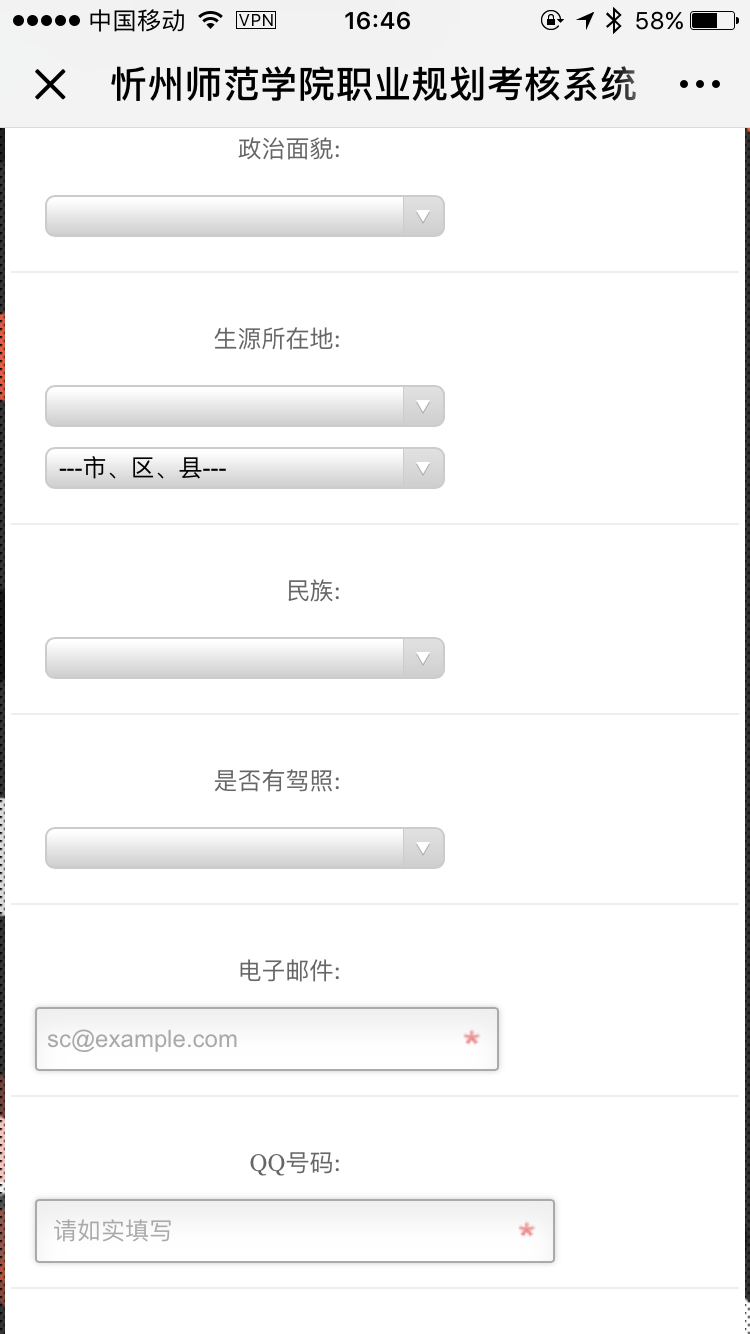 中国移动 VPN 16:46 58%
忻州师范学院职业规划考核系统
政治面貌:
生源所在地:
---市、区、县---
民族:
是否有驾照:
电子邮件:
sc@example.com *
QQ号码:
请如实填写 *